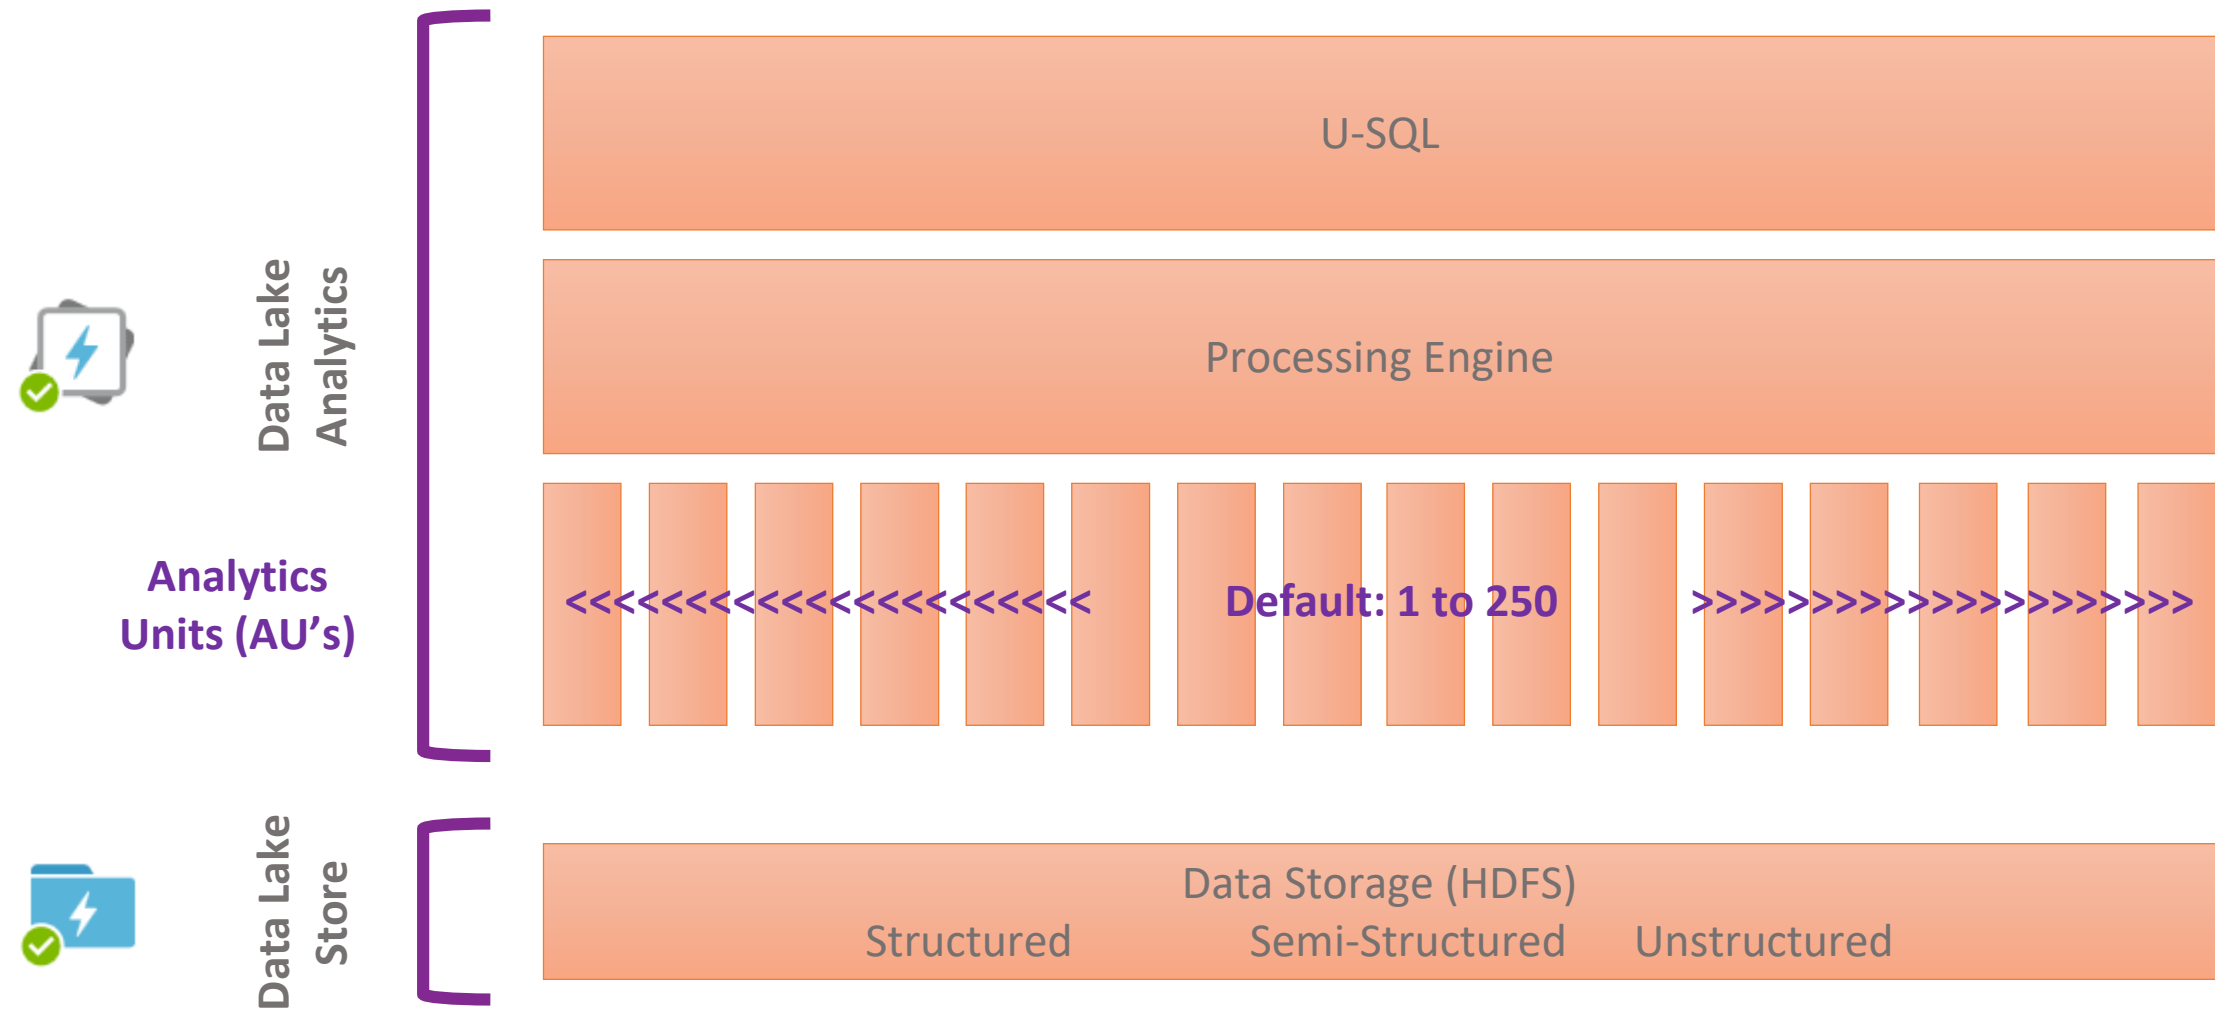 U-SQL
Data Lake
Analytics
Processing Engine
Analytics
Units (AU’s)
<<<<<<<<<<<<<<<<<<<<<< Default: 1 to 250 >>>>>>>>>>>>>>>>>>>>>
Data Lake
Store
Data Storage (HDFS)
Structured Semi-Structured Unstructured